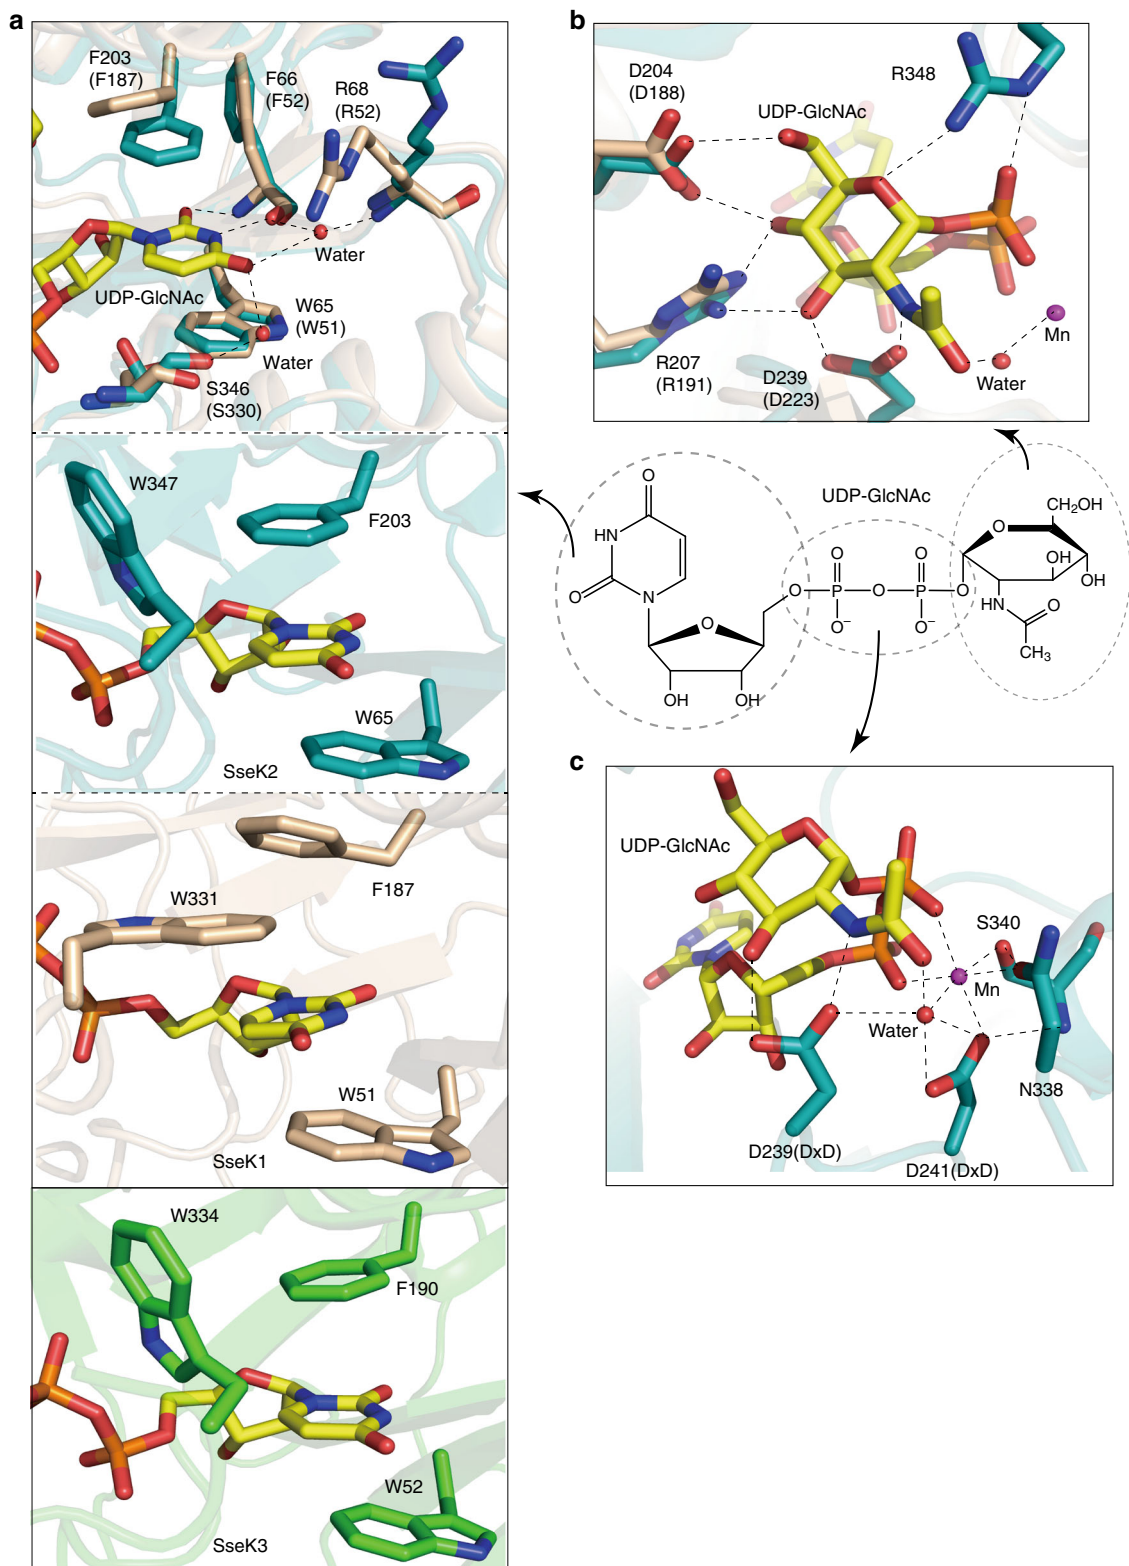 a
F203
(F187)
F66
(F52)
R68
(R52)
Water
UDP-GlcNAc
W65
(W51)
Water
S346
(S330)
W347
F203
W65
SseK2
F187
W331
W51
SseK1
W334
F190
W52
SseK3
b
D204
(D188)
UDP-GlcNAc
R348
Mn
Water
R207
(R191)
D239
(D223)
UDP-GlcNAc
O
NH
O
N
O
OH
OH
O
O
P
O⁻
O
O
P
O⁻
O
O
CH₂OH
OH
OH
HN
O
CH₃
c
UDP-GlcNAc
S340
Mn
Water
N338
D239(DxD)
D241(DxD)